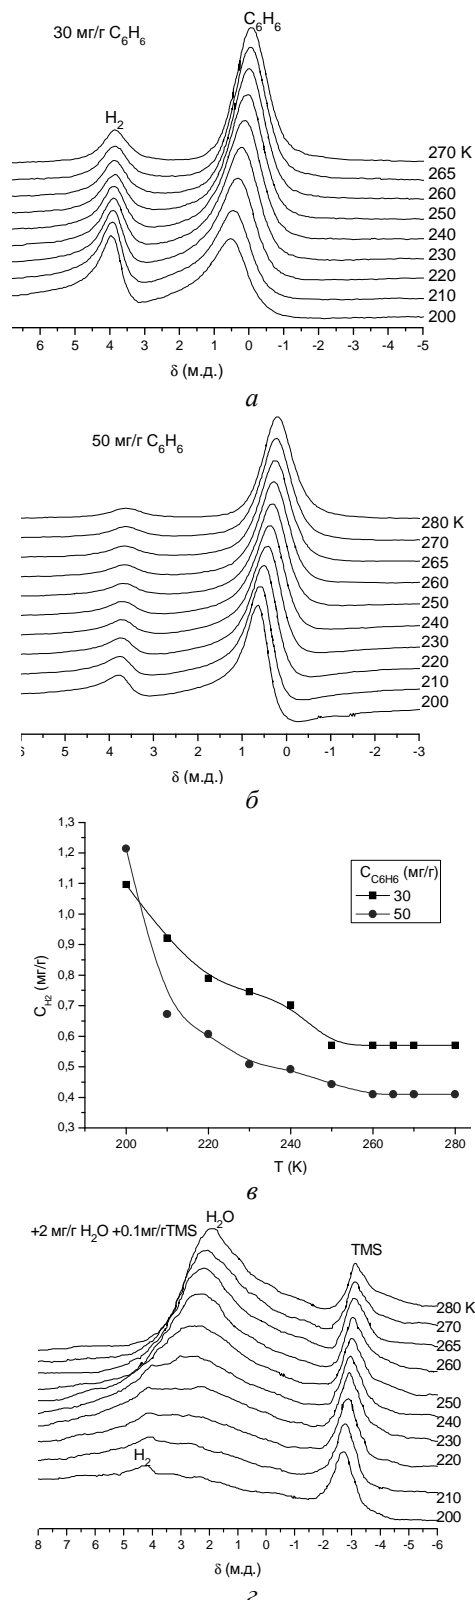 30 мг/г C6H6
C6H6
H2
270 K
265
260
250
240
230
220
210
200
6 5 4 3 2 1 0 -1 -2 -3 -4 -5
δ (м.д.)
а
50 мг/г C6H6
280 K
270
265
260
250
240
230
220
210
200
6 5 4 3 2 1 0 -1 -2 -3
δ (м.д.)
б
1,3
1,2
1,1
1,0
0,9
0,8
0,7
0,6
0,5
0,4
0,3
CH2 (мг/г)
CC6H6 (мг/г)
30
50
200 220 240 260 280
T (K)
в
+2 мг/г H2O +0.1мг/гTMS
H2O
TMS
H2
280 K
270
265
260
250
240
230
220
210
200
8 7 6 5 4 3 2 1 0 -1 -2 -3 -4 -5 -6
δ (м.д.)
г